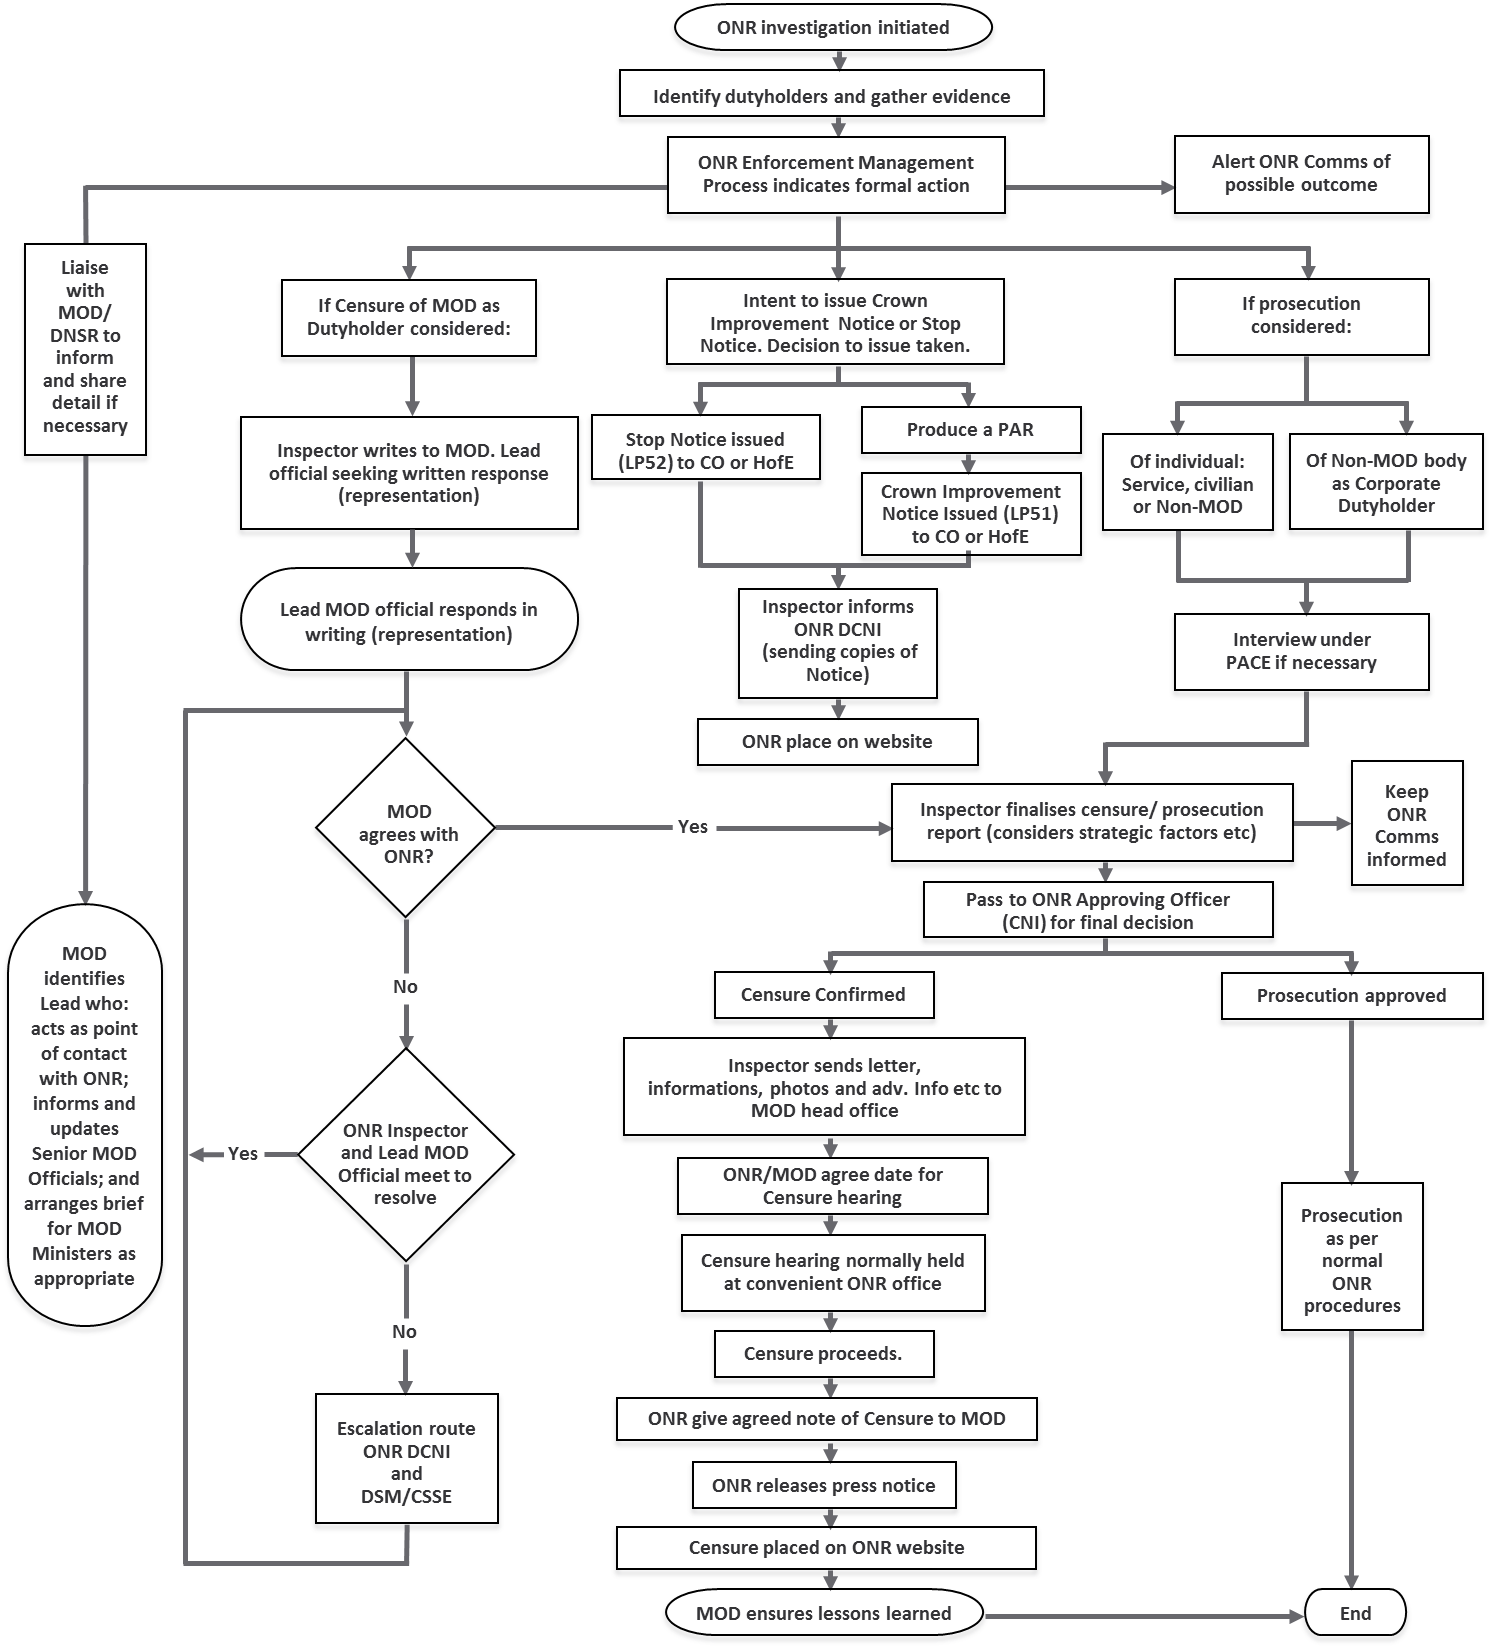 ONR investigation initiated
Identify dutyholders and gather evidence
ONR Enforcement Management
Process indicates formal action
Alert ONR Comms of
possible outcome
Liaise
with
MOD/
DNSR to
inform
and share
detail if
necessary
MOD
identifies
Lead who:
acts as point
of contact
with ONR;
informs and
updates
Senior MOD
Officials; and
arranges brief
for MOD
Ministers as
appropriate
If Censure of MOD as
Dutyholder considered:
Inspector writes to MOD. Lead
official seeking written response
(representation)
Lead MOD official responds in
writing (representation)
MOD
agrees with
ONR?
Yes
No
ONR Inspector
and Lead MOD
Official meet to
resolve
Yes
No
Escalation route
ONR DCNI
and
DSM/CSSE
Intent to issue Crown
Improvement Notice or Stop
Notice. Decision to issue taken.
Stop Notice issued
(LP52) to CO or HofE
Produce a PAR
Crown Improvement
Notice Issued (LP51)
to CO or HofE
Inspector informs
ONR DCNI
(sending copies of
Notice)
ONR place on website
If prosecution
considered:
Of individual:
Service, civilian
or Non-MOD
Of Non-MOD body
as Corporate
Dutyholder
Interview under
PACE if necessary
Inspector finalises censure/ prosecution
report (considers strategic factors etc)
Keep
ONR
Comms
informed
Pass to ONR Approving Officer
(CNI) for final decision
Censure Confirmed
Inspector sends letter,
informations, photos and adv. Info etc to
MOD head office
ONR/MOD agree date for
Censure hearing
Censure hearing normally held
at convenient ONR office
Censure proceeds.
ONR give agreed note of Censure to MOD
ONR releases press notice
Censure placed on ONR website
MOD ensures lessons learned
Prosecution approved
Prosecution
as per
normal
ONR
procedures
End